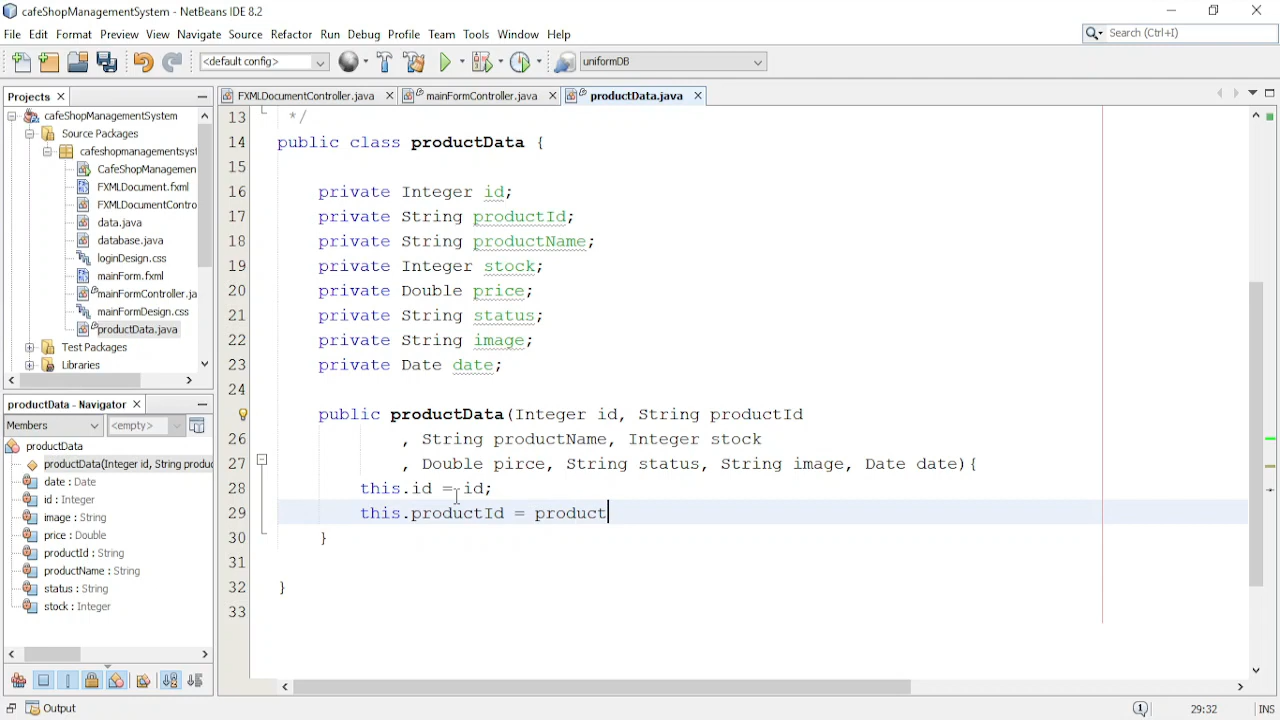 cafeShopManagementSystem - NetBeans IDE 8.2
File Edit Format Preview View Navigate Source Refactor Run Debug Profile Team Tools Window Help
Search (Ctrl+I)
<default config>
uniformDB
Projects
FXMLDocumentController.java
mainFormController.java
productData.java
cafeShopManagementSystem
Source Packages
cafeshopmanagementsyst
CafeShopManagemen
FXMLDocument.fxml
FXMLDocumentContro
data.java
database.java
loginDesign.css
mainForm.fxml
mainFormController.ja
mainFormDesign.css
productData.java
Test Packages
Libraries
productData - Navigator
Members
<empty>
productData
productData(Integer id, String produc
date : Date
id : Integer
image : String
price : Double
productId : String
productName : String
status : String
stock : Integer
13 */
14 public class productData {
15
16 private Integer id;
17 private String productId;
18 private String productName;
19 private Integer stock;
20 private Double price;
21 private String status;
22 private String image;
23 private Date date;
24
public productData(Integer id, String productId
26 , String productName, Integer stock
27 , Double pirce, String status, String image, Date date){
28 this.id = id;
29 this.productId = product
30 }
31
32 }
33
Output
1
29:32
INS